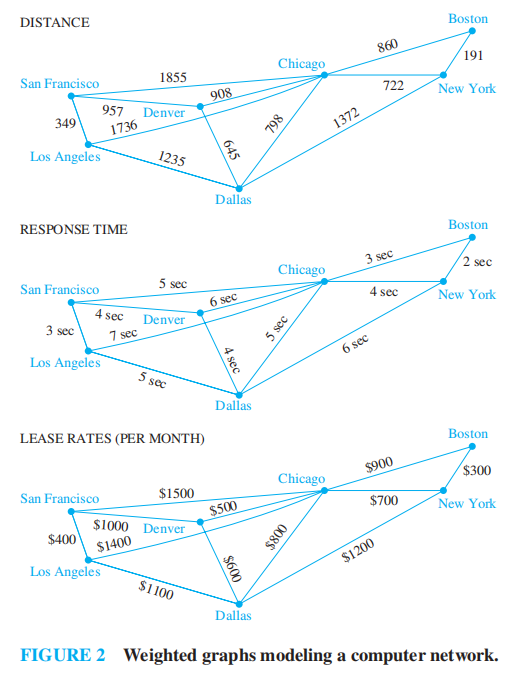 DISTANCE
Boston
860
191
Chicago
1855
722
New York
San Francisco
908
957
Denver
349
1736
798
1372
645
Los Angeles
1235
Dallas
RESPONSE TIME
Boston
3 sec
2 sec
Chicago
5 sec
4 sec
New York
San Francisco
6 sec
4 sec
Denver
3 sec
7 sec
5 sec
6 sec
4 sec
Los Angeles
5 sec
Dallas
LEASE RATES (PER MONTH)
Boston
$900
$300
Chicago
$1500
$700
New York
San Francisco
$500
$1000
Denver
$400
$1400
$800
$1200
$600
Los Angeles
$1100
Dallas
FIGURE 2 Weighted graphs modeling a computer network.